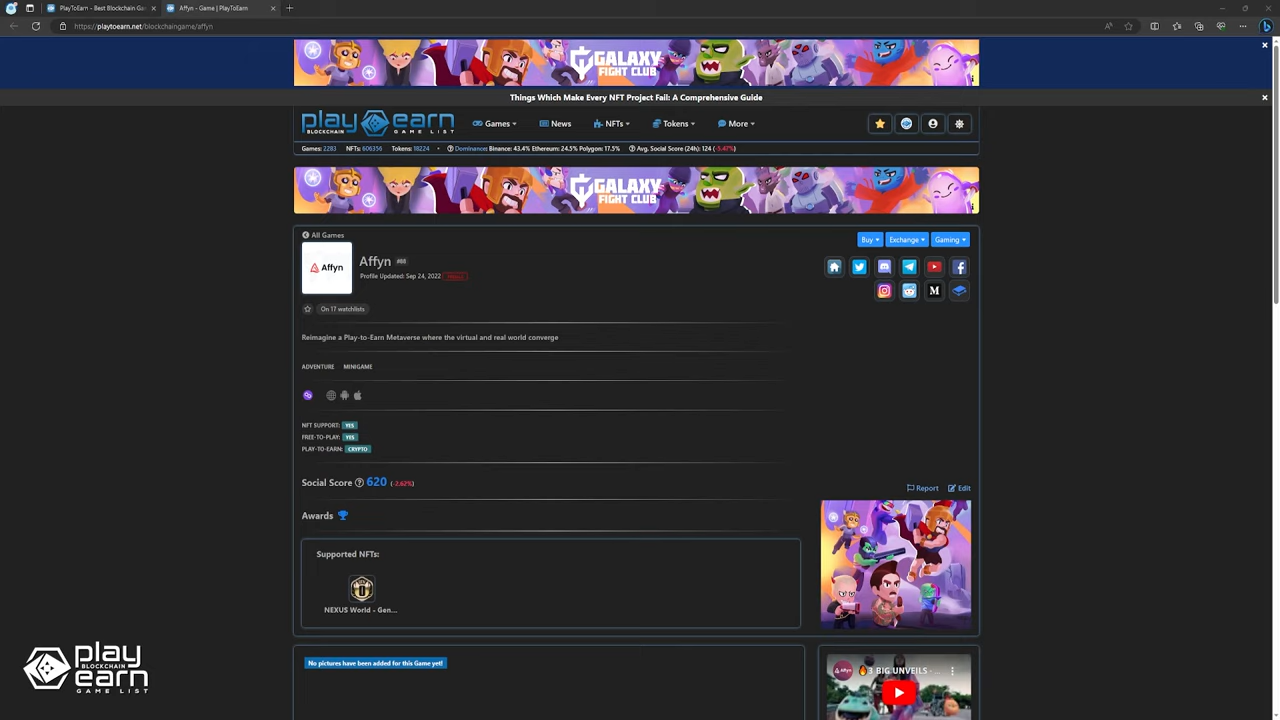 PlayToEarn - Best Blockchain Ga
Affyn - Game | PlayToEarn
https://playtoearn.net/blockchaingame/affyn
GALAXY
FIGHT CLUB
Things Which Make Every NFT Project Fail: A Comprehensive Guide
play earn
BLOCKCHAIN GAME LIST
Games
News
NFTs
Tokens
More
Games: 2283 NFTs: 606356 Tokens: 18224 • Dominance: Binance: 43.4% Ethereum: 24.5% Polygon: 17.5% Avg. Social Score (24h): 124 (-5.47%)
GALAXY
FIGHT CLUB
All Games
Buy
Exchange
Gaming
Affyn
Affyn #88
Profile Updated: Sep 24, 2022
On 17 watchlists
Reimagine a Play-to-Earn Metaverse where the virtual and real world converge
ADVENTURE MINIGAME
NFT SUPPORT: YES
FREE-TO-PLAY: YES
PLAY-TO-EARN: CRYPTO
Social Score 620 (-2.62%)
Report
Edit
Awards
Supported NFTs:
NEXUS World - Gen...
No pictures have been added for this Game yet!
Affyn
3 BIG UNVEILS - ...
play
BLOCKCHAIN
earn
GAME LIST